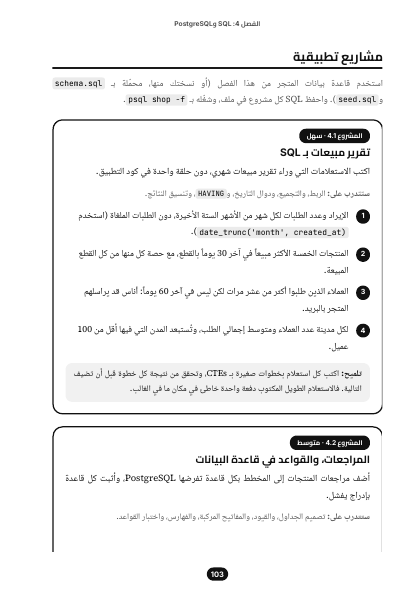 الفصل 4: SQL وPostgreSQL
مشاريع تطبيقية
استخدم قاعدة بيانات المتجر من هذا الفصل (أو نسختك منها، محمّلة بـ schema.sql
و seed.sql). واحفظ SQL كل مشروع في ملف، وشغّله بـ psql shop -f .
المشروع 4.1 · سهل
تقرير مبيعات بـ SQL
اكتب الاستعلامات التي وراء تقرير مبيعات شهري، دون حلقة واحدة في كود التطبيق.
ستتدرب على: الربط، والتجميع، ودوال التاريخ، و HAVING ، وتنسيق النتائج.
1 الإيراد وعدد الطلبات لكل شهر من الأشهر الستة الأخيرة، دون الطلبات الملغاة (استخدم
date_trunc('month', created_at) ).
2 المنتجات الخمسة الأكثر مبيعاً في آخر 30 يوماً بالقطع، مع حصة كل منها من كل القطع
المبيعة.
3 العملاء الذين طلبوا أكثر من عشر مرات لكن ليس في آخر 60 يوماً: أناس قد يراسلهم
المتجر بالبريد.
4 لكل مدينة عدد العملاء ومتوسط إجمالي الطلب، وتُستبعد المدن التي فيها أقل من 100
عميل.
تلميح: اكتب كل استعلام بخطوات صغيرة بـ CTEs، وتحقق من نتيجة كل خطوة قبل أن تضيف
التالية. فالاستعلام الطويل المكتوب دفعة واحدة خاطئ في مكان ما في الغالب.
المشروع 4.2 · متوسط
المراجعات، والقواعد في قاعدة البيانات
أضف مراجعات المنتجات إلى المخطط بكل قاعدة تفرضها PostgreSQL، وأثبت كل قاعدة
بإدراج يفشل.
ستتدرب على: تصميم الجداول، والقيود، والمفاتيح المركبة، والفهارس، واختبار القواعد.
103